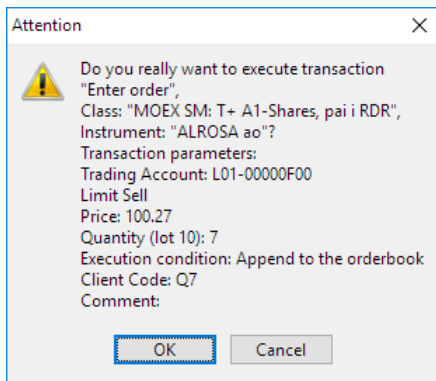 Attention
Do you really want to execute transaction
"Enter order",
Class: "MOEX SM: T+ A1-Shares, pai i RDR",
Instrument: "ALROSA ao"?
Transaction parameters:
Trading Account: L01-00000F00
Limit Sell
Price: 100.27
Quantity (lot 10): 7
Execution condition: Append to the orderbook
Client Code: Q7
Comment:
OK
Cancel